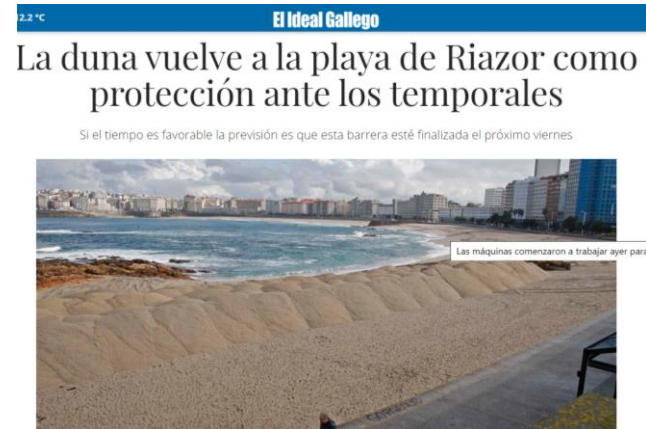 12.2 °C
El Ideal Gallego
La duna vuelve a la playa de Riazor como
protección ante los temporales
Si el tiempo es favorable la previsión es que esta barrera esté finalizada el próximo viernes
Las máquinas comenzaron a trabajar ayer para